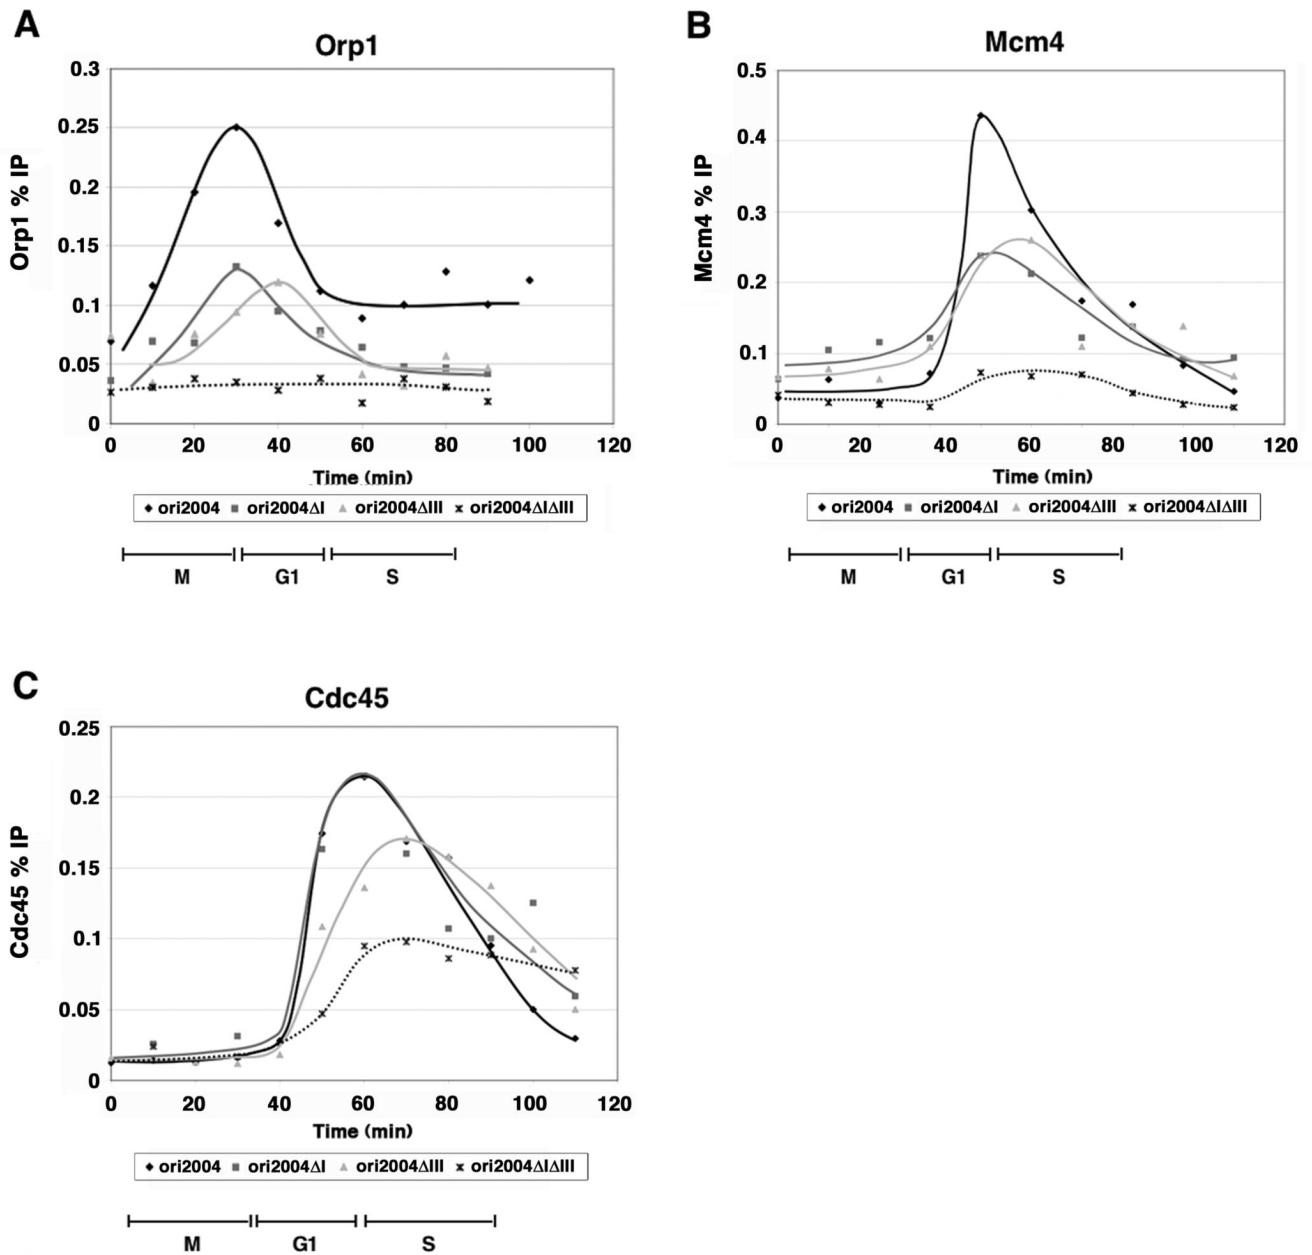 A
Orp1
0.3
0.25
0.2
0.15
0.1
0.05
0
Orp1 % IP
0 20 40 60 80 100 120
Time (min)
ori2004 ori2004ΔI ori2004ΔIII ori2004ΔIΔIII
M G1 S
B
Mcm4
0.5
0.4
0.3
0.2
0.1
0
Mcm4 % IP
0 20 40 60 80 100 120
Time (min)
ori2004 ori2004ΔI ori2004ΔIII ori2004ΔIΔIII
M G1 S
C
Cdc45
0.25
0.2
0.15
0.1
0.05
0
Cdc45 % IP
0 20 40 60 80 100 120
Time (min)
ori2004 ori2004ΔI ori2004ΔIII ori2004ΔIΔIII
M G1 S